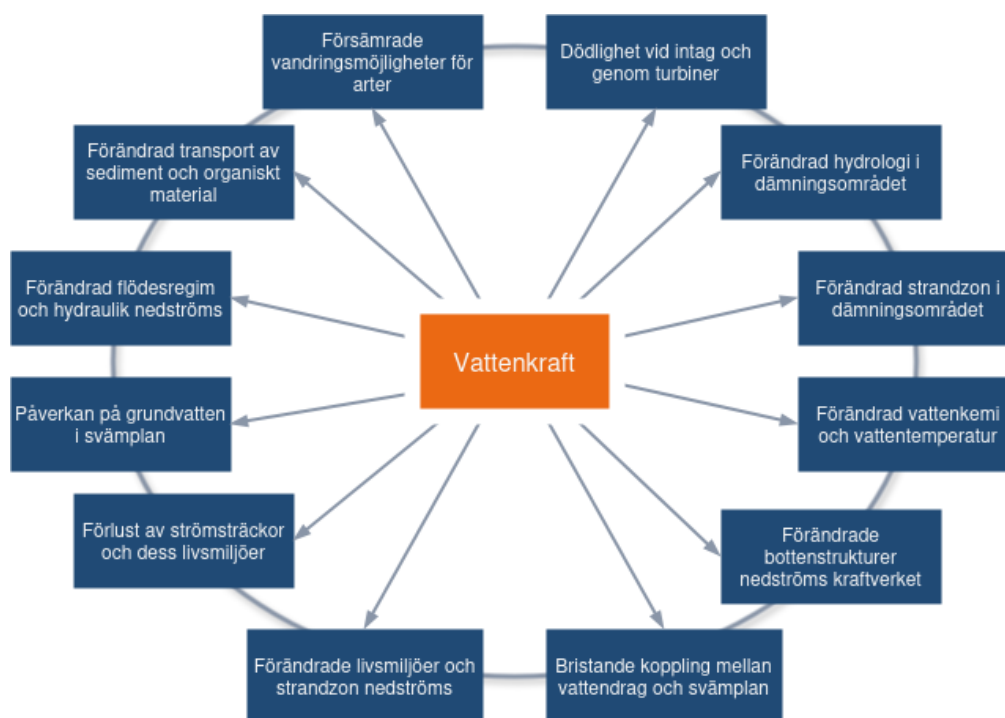 Försämrade
vandringsmöjligheter för
arter
Dödlighet vid intag och
genom turbiner
Förändrad transport av
sediment och organiskt
material
Förändrad hydrologi i
dämningsområdet
Förändrad flödesregim
och hydraulik nedströms
Förändrad strandzon i
dämningsområdet
Vattenkraft
Påverkan på grundvatten
i svämplan
Förändrad vattenkemi
och vattentemperatur
Förlust av strömsträckor
och dess livsmiljöer
Förändrade
bottenstrukturer
nedströms kraftverket
Förändrade livsmiljöer och
strandzon nedströms
Bristande koppling mellan
vattendrag och svämplan